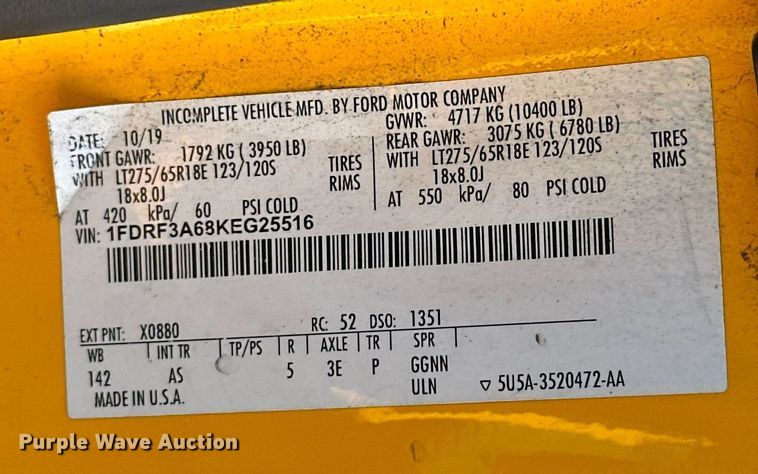 INCOMPLETE VEHICLE MFD. BY FORD MOTOR COMPANY
DATE: 10/19 GVWR: 4717 KG (10400 LB)
FRONT GAWR: 1792 KG ( 3950 LB) REAR GAWR: 3075 KG ( 6780 LB)
WITH LT275/65R18E 123/120S TIRES WITH LT275/65R18E 123/120S TIRES
18x8.0J RIMS 18x8.0J RIMS
AT 420 kPa/ 60 PSI COLD AT 550 kPa/ 80 PSI COLD
VIN: 1FDRF3A68KEG25516
EXT PNT: X0880 RC: 52 DSO: 1351
WB INT TR TP/PS R AXLE TR SPR
142 AS 5 3E P GGNN
MADE IN U.S.A. ULN ▽ 5U5A-3520472-AA
Purple Wave Auction